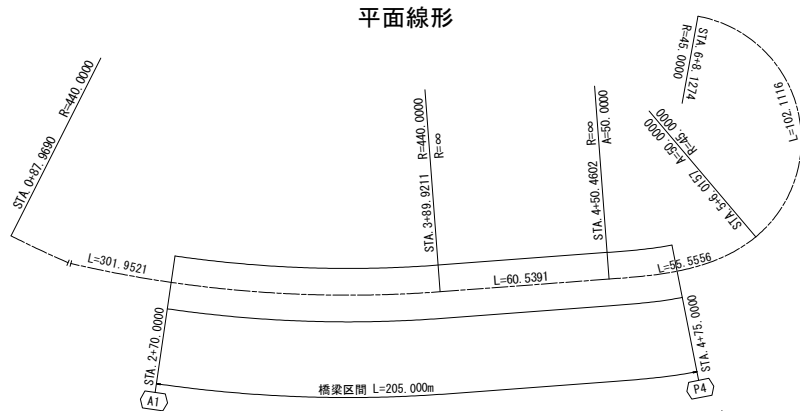 平面線形
STA. 0+87.9690
R=440.0000
L=301.9521
STA. 2+70.0000
A1
橋梁区間 L=205.000m
STA. 3+89.9211
R=440.0000
R=∞
L=60.5391
STA. 4+50.4602
R=∞
A=50.0000
L=55.5556
STA. 4+75.0000
P4
STA. 5+6.0157
R=45.0000
A=50.0000
L=102.1116
STA. 6+8.1274
R=45.0000